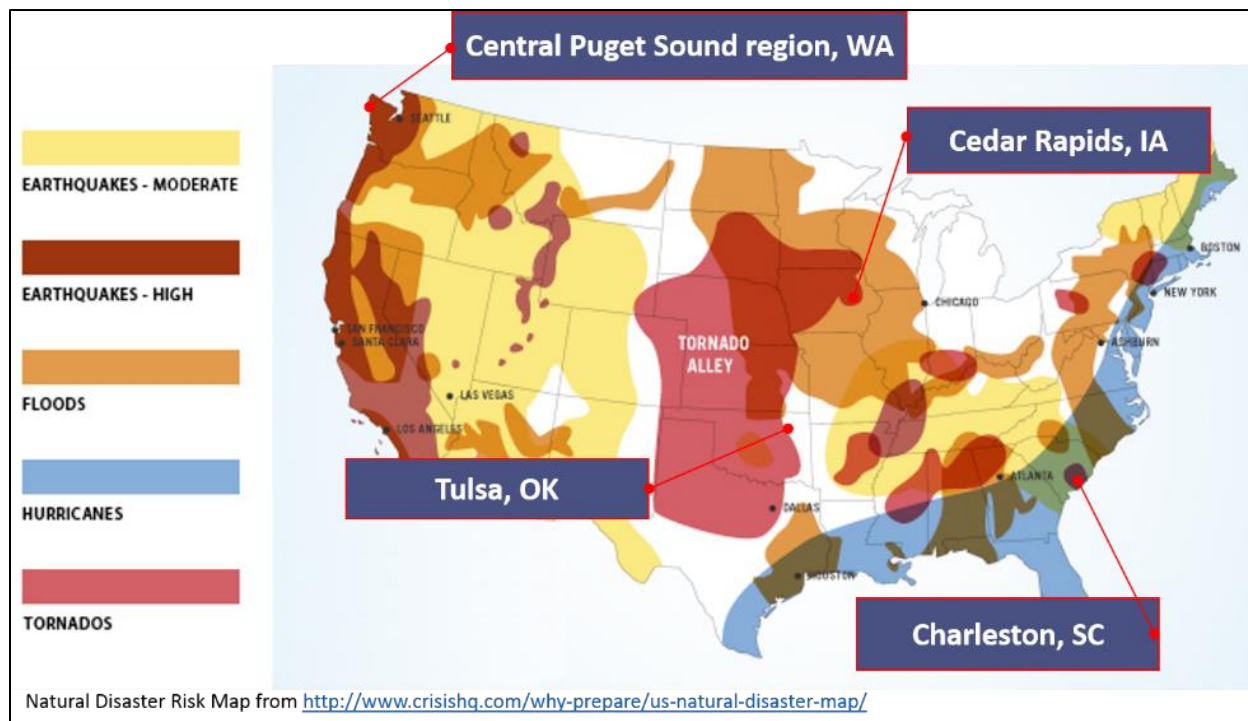 Central Puget Sound region, WA
SEATTLE
Cedar Rapids, IA
EARTHQUAKES - MODERATE
BOSTON
EARTHQUAKES - HIGH
NEW YORK
CHICAGO
SAN FRANCISCO
SANTA CLARA
TORNADO
ALLEY
ASHBURN
FLOODS
LAS VEGAS
LOS ANGELES
Tulsa, OK
ATLANTA
HURRICANES
DALLAS
HOUSTON
TORNADOS
Charleston, SC
Natural Disaster Risk Map from http://www.crisishq.com/why-prepare/us-natural-disaster-map/